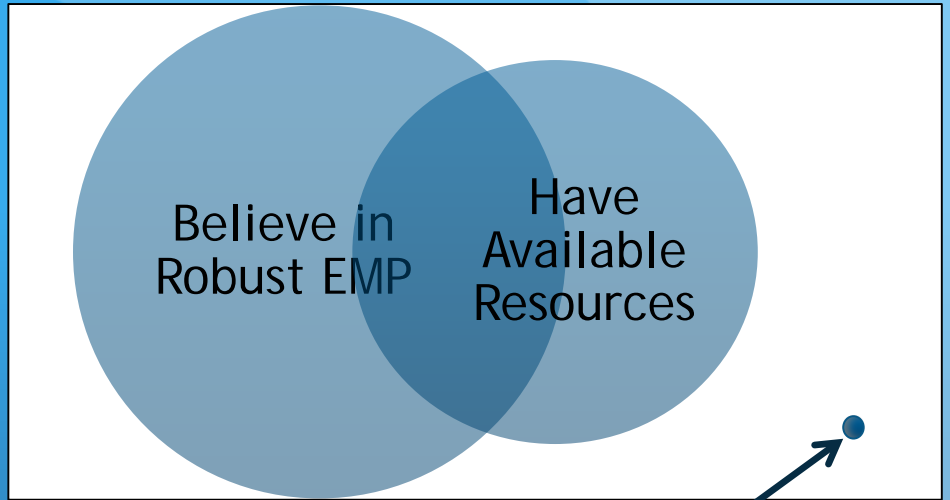 Believe in
Robust EMP
Have
Available
Resources